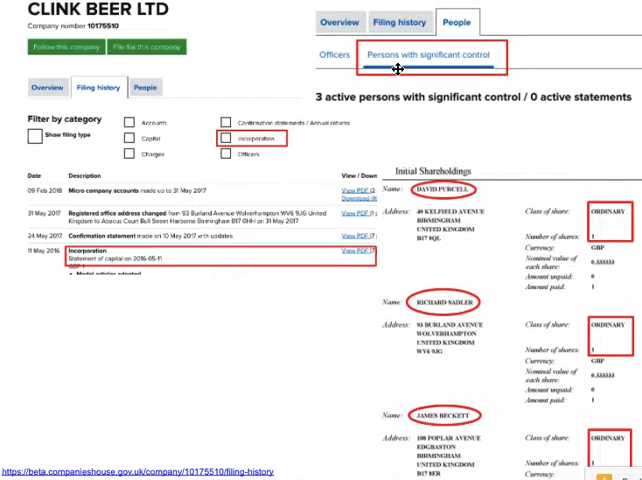 CLINK BEER LTD
Company number 10175510
Follow this company File for this company
Overview Filing history People
Filter by category
Show filing type
Accounts
Capital
Charges
Confirmation statements / Annual returns
Incorporation
Officers
Date Description View / Down
09 Feb 2018 Micro company accounts made up to 31 May 2017 View PDF
Download
31 May 2017 Registered office address changed from 93 Burland Avenue Wolverhampton WV6 9JG United View PDF
Kingdom to Abacus Court Bull Street Harborne Birmingham B17 0HH on 31 May 2017
24 May 2017 Confirmation statement made on 10 May 2017 with updates View PDF
11 May 2016 Incorporation View PDF
Statement of capital on 2016-05-11
GBP 1
Model articles adopted
https://beta.companieshouse.gov.uk/company/10175510/filing-history
Overview Filing history People
Officers Persons with significant control
3 active persons with significant control / 0 active statements
Initial Shareholdings
Name: DAVID PURCELL
Address: 40 KELFIELD AVENUE
BIRMINGHAM
UNITED KINGDOM
B17 8QL
Class of share: ORDINARY
Number of shares: 1
Currency: GBP
Nominal value of each share: 0.333333
Amount unpaid: 0
Amount paid: 1
Name: RICHARD SADLER
Address: 93 BURLAND AVENUE
WOLVERHAMPTON
UNITED KINGDOM
WV6 9JG
Class of share: ORDINARY
Number of shares: 1
Currency: GBP
Nominal value of each share: 0.333333
Amount unpaid: 0
Amount paid: 1
Name: JAMES BECKETT
Address: 108 POPLAR AVENUE
EDGBASTON
BIRMINGHAM
UNITED KINGDOM
B17 8ER
Class of share: ORDINARY
Number of shares: 1
Currency: GBP